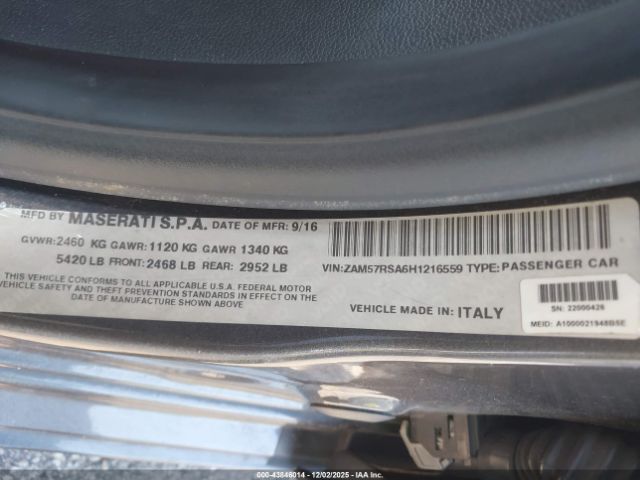 MFD BY MASERATI S.P.A. DATE OF MFR: 9/16
GVWR:2460 KG GAWR:1120 KG GAWR 1340 KG
5420 LB FRONT: 2468 LB REAR: 2952 LB
THIS VEHICLE CONFORMS TO ALL APPLICABLE U.S.A. FEDERAL MOTOR
VEHICLE SAFETY AND THEFT PREVENTION STANDARDS IN EFFECT ON THE
DATE OF MANUFACTURE SHOWN ABOVE
VIN:ZAM57RSA6H1216559 TYPE: PASSENGER CAR
VEHICLE MADE IN: ITALY
SN: 22000426
MEID: A1000021948B5E
000-43846014 - 12/02/2025 - IAAI.COM